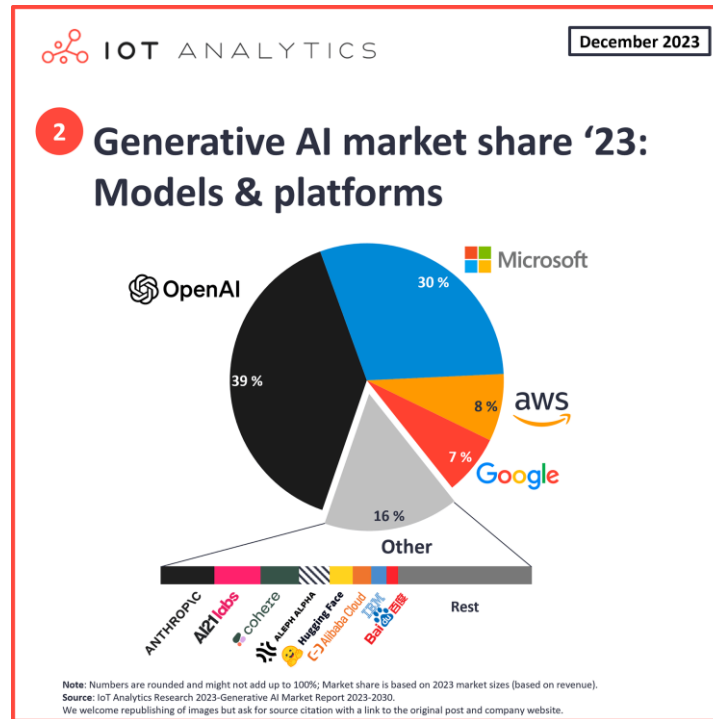 IOT ANALYTICS
December 2023
2
Generative AI market share ‘23:
Models & platforms
OpenAI
Microsoft
30 %
39 %
8 %
aws
7 %
Google
16 %
Other
ANTHROP\C
AI21labs
cohere
ALEPH ALPHA
Hugging Face
Alibaba Cloud
IBM
Baidu百度
Rest
Note: Numbers are rounded and might not add up to 100%; Market share is based on 2023 market sizes (based on revenue).
Source: IoT Analytics Research 2023-Generative AI Market Report 2023-2030.
We welcome republishing of images but ask for source citation with a link to the original post and company website.